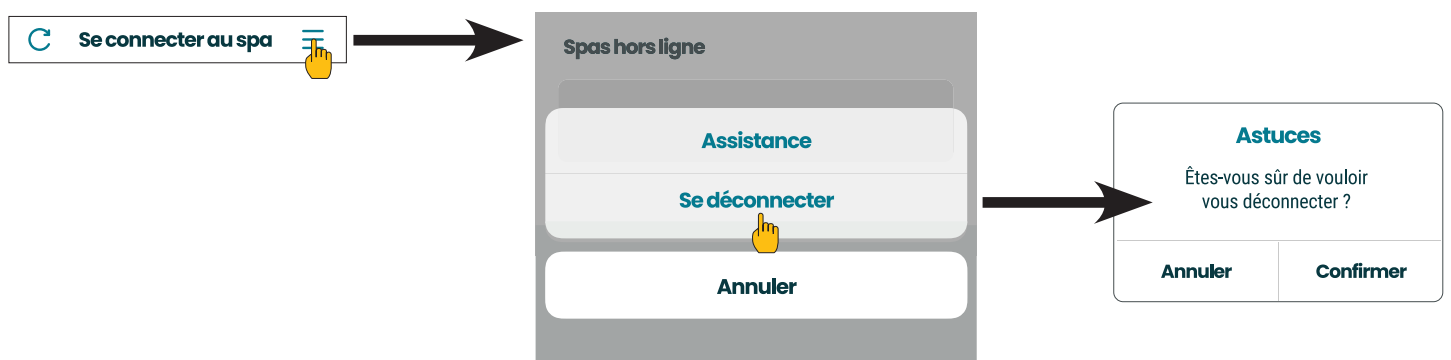 Se connecter au spa
Spas hors ligne
Assistance
Se déconnecter
Annuler
Astuces
Êtes-vous sûr de vouloir
vous déconnecter ?
Annuler
Confirmer